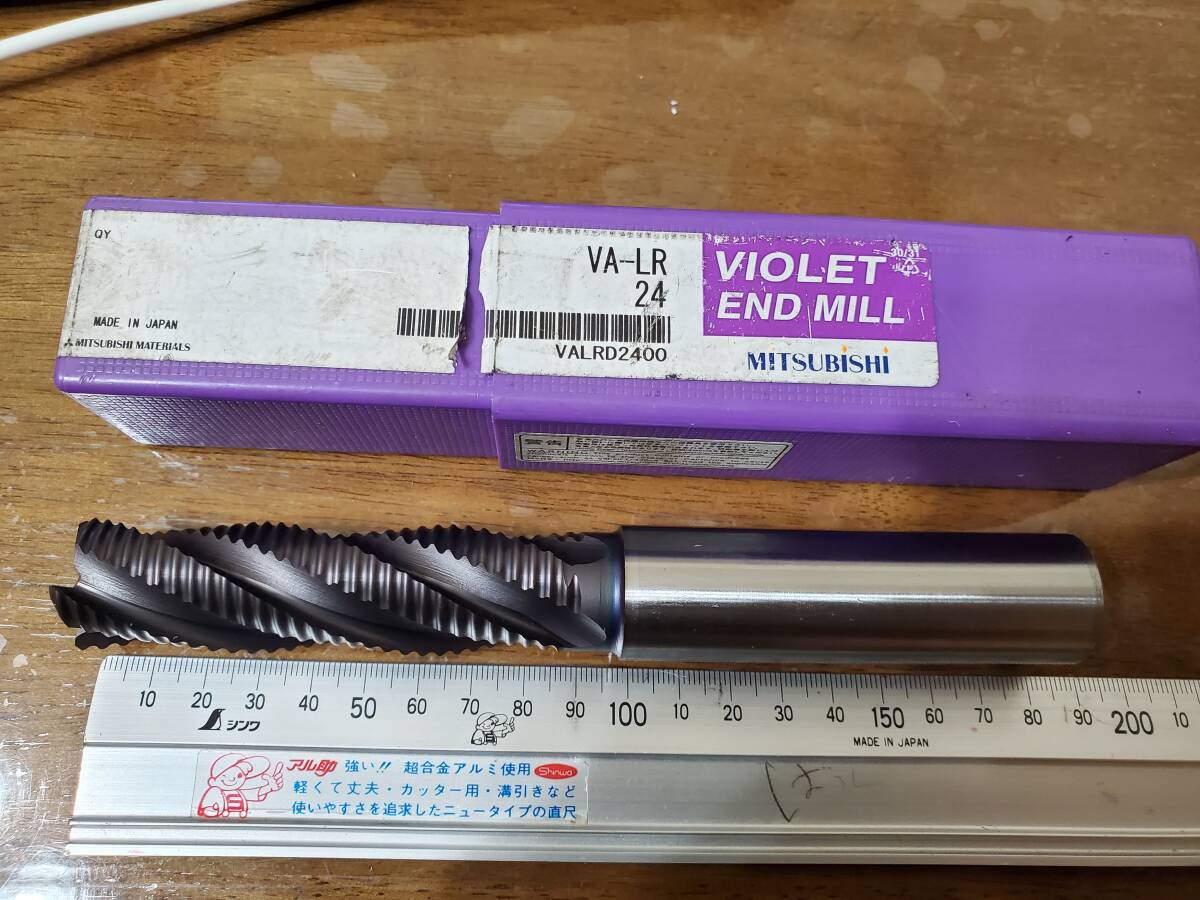 QY
MADE IN JAPAN
MITSUBISHI MATERIALS
VA-LR
24
VALRD2400
30/31
VIOLET
END MILL
MITSUBISHI
警告
10 20 30 40 50 60 70 80 90 100 10 20 30 40 150 60 70 80 90 200 10
シンワ
MADE IN JAPAN
アル助 強い!! 超合金アルミ使用 Shinwa
軽くて丈夫・カッター用・溝引きなど
使いやすさを追求したニュータイプの直尺